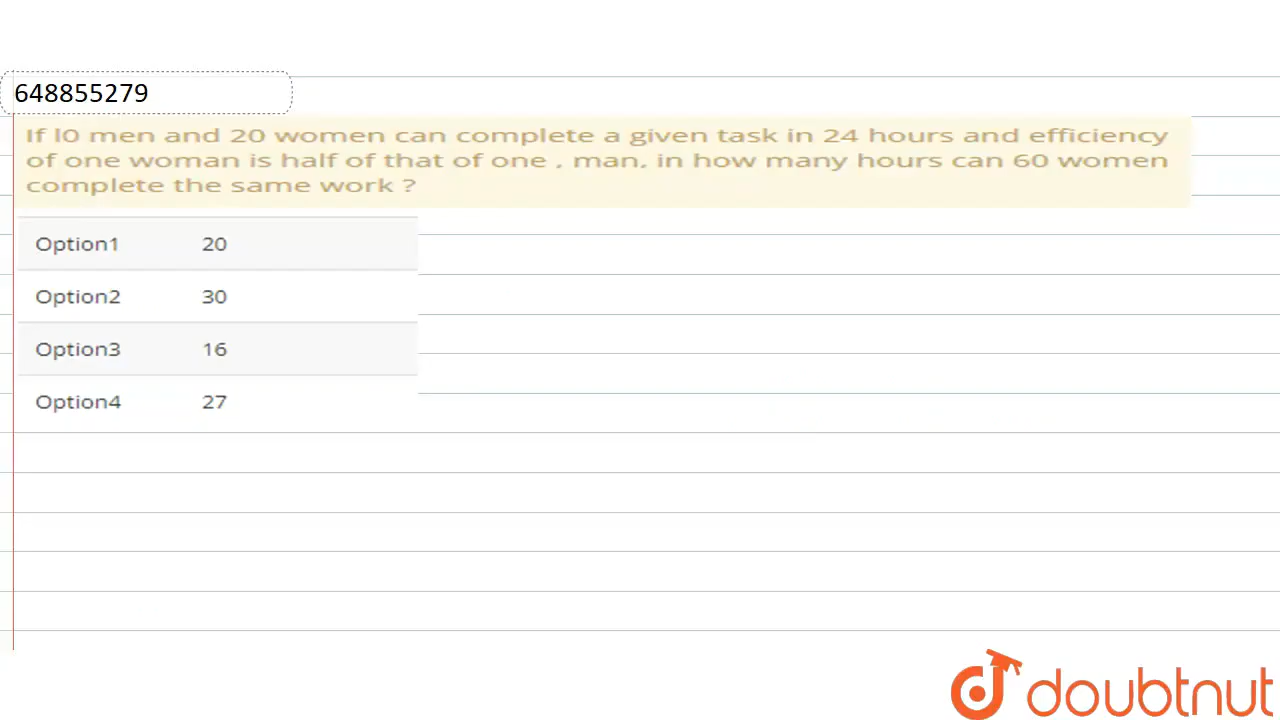 648855279
If l0 men and 20 women can complete a given task in 24 hours and efficiency
of one woman is half of that of one , man, in how many hours can 60 women
complete the same work ?
Option1 20
Option2 30
Option3 16
Option4 27
doubtnut